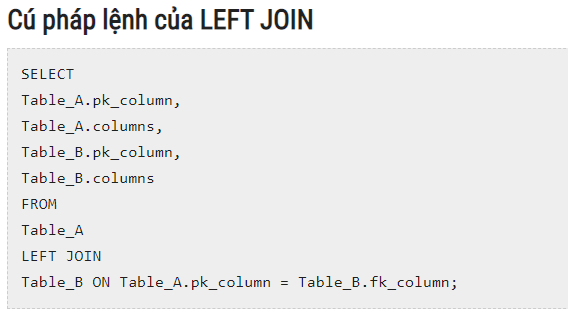 Cú pháp lệnh của LEFT JOIN
SELECT
Table_A.pk_column,
Table_A.columns,
Table_B.pk_column,
Table_B.columns
FROM
Table_A
LEFT JOIN
Table_B ON Table_A.pk_column = Table_B.fk_column;